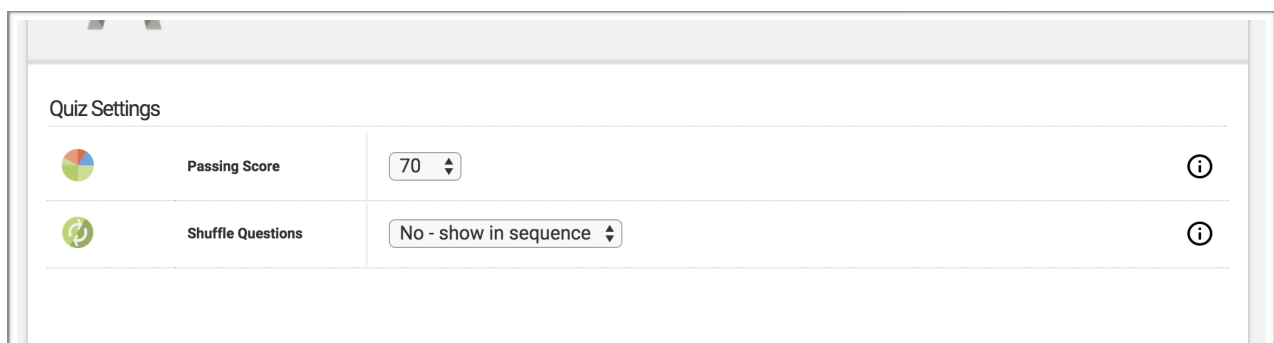 Quiz Settings
Passing Score 70
Shuffle Questions No - show in sequence